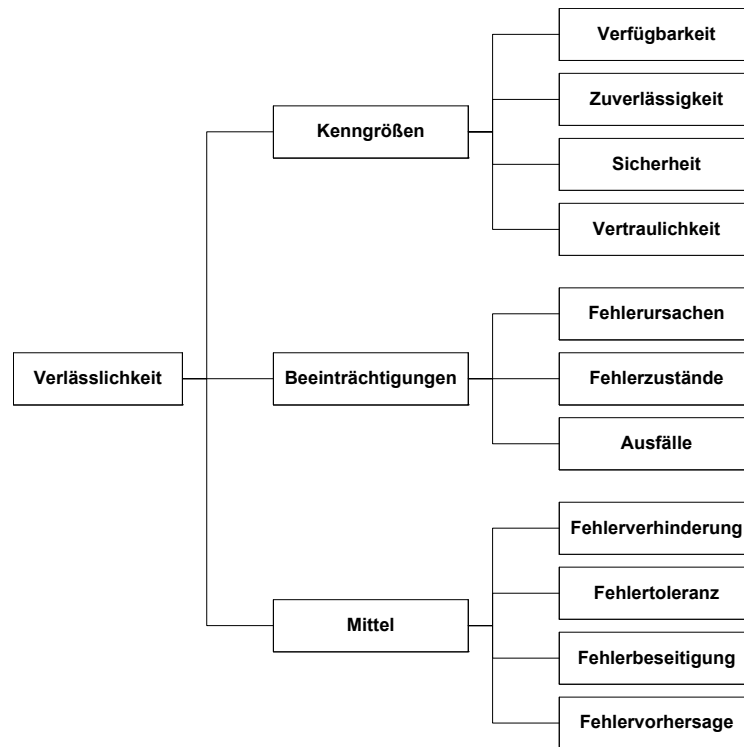 Verlässlichkeit
Kenngrößen
Verfügbarkeit
Zuverlässigkeit
Sicherheit
Vertraulichkeit
Beeinträchtigungen
Fehlerursachen
Fehlerzustände
Ausfälle
Mittel
Fehlerverhinderung
Fehlertoleranz
Fehlerbeseitigung
Fehlervorhersage